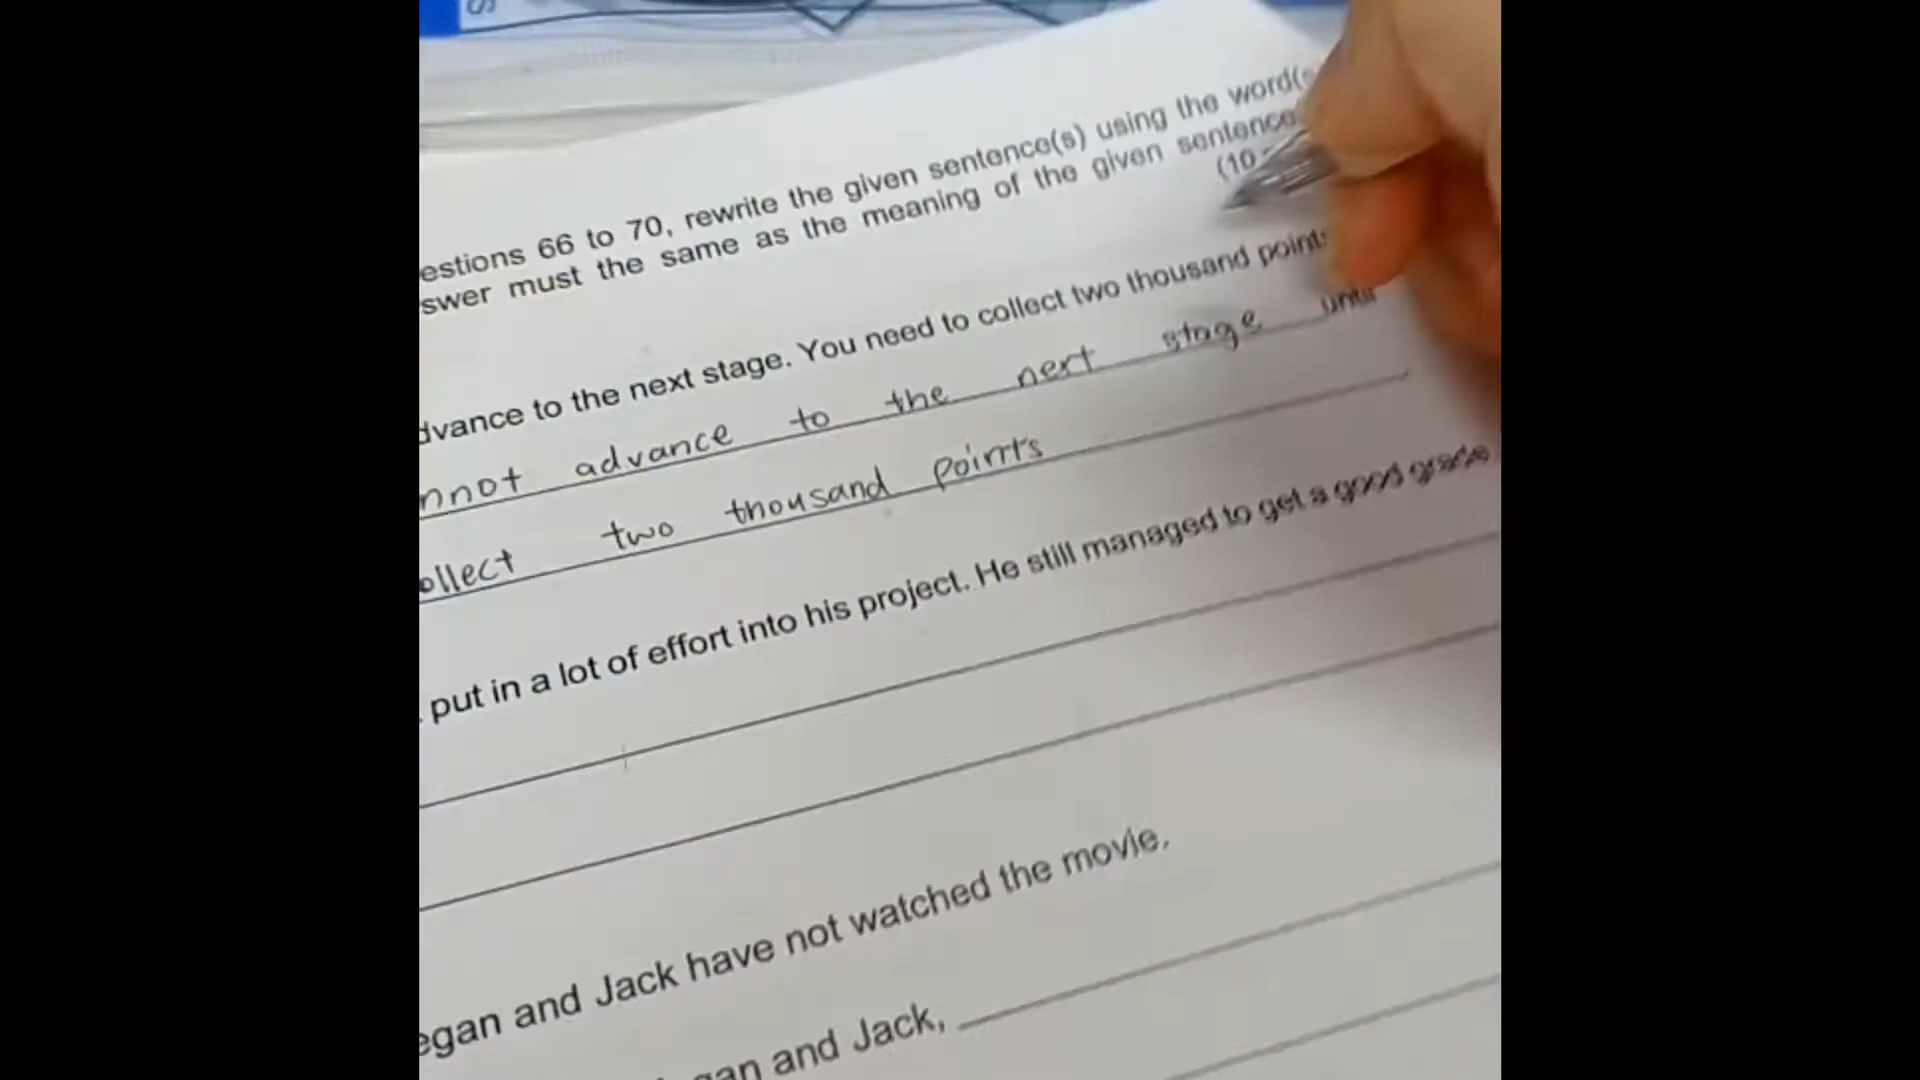 estions 66 to 70, rewrite the given sentence(s) using the word(s
swer must the same as the meaning of the given sentence
(10
dvance to the next stage. You need to collect two thousand points
nnot advance to the next stage until
ollect two thousand points
put in a lot of effort into his project. He still managed to get a good grade.
egan and Jack have not watched the movie.
gan and Jack,